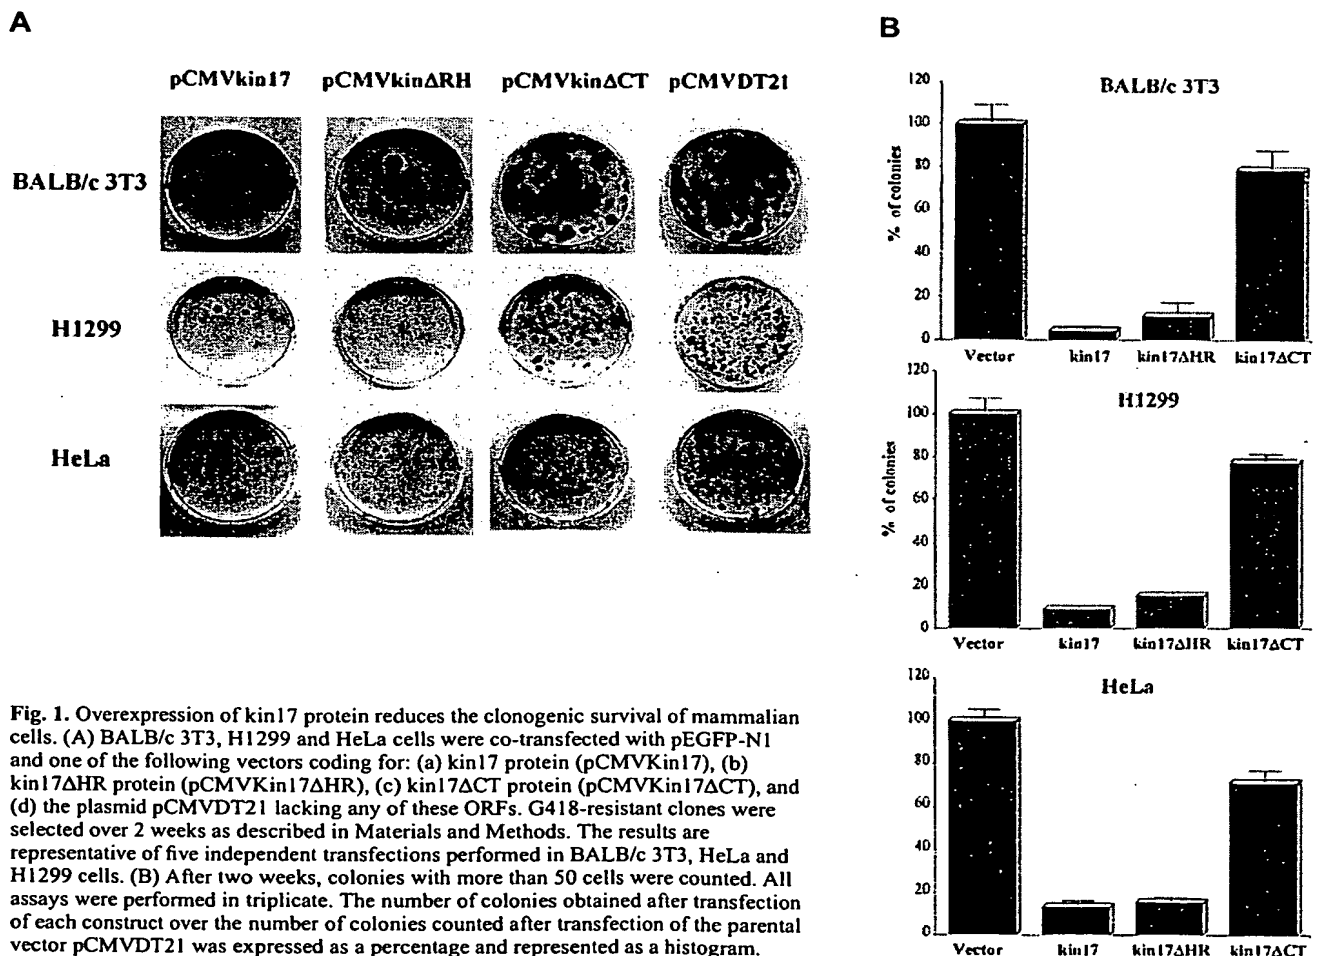 A
pCMVkin17 pCMVkinΔRH pCMVkinΔCT pCMVDT21
BALB/c 3T3
H1299
HeLa
B
BALB/c 3T3
% of colonies
120
100
80
60
40
20
0
Vector kin17 kin17ΔHR kin17ΔCT
H1299
% of colonies
120
100
80
60
40
20
0
Vector kin17 kin17ΔHR kin17ΔCT
HeLa
120
100
80
60
40
20
0
Vector kin17 kin17ΔHR kin17ΔCT
Fig. 1. Overexpression of kin17 protein reduces the clonogenic survival of mammalian
cells. (A) BALB/c 3T3, H1299 and HeLa cells were co-transfected with pEGFP-N1
and one of the following vectors coding for: (a) kin17 protein (pCMVKin17), (b)
kin17ΔHR protein (pCMVKin17ΔHR), (c) kin17ΔCT protein (pCMVKin17ΔCT), and
(d) the plasmid pCMVDT21 lacking any of these ORFs. G418-resistant clones were
selected over 2 weeks as described in Materials and Methods. The results are
representative of five independent transfections performed in BALB/c 3T3, HeLa and
H1299 cells. (B) After two weeks, colonies with more than 50 cells were counted. All
assays were performed in triplicate. The number of colonies obtained after transfection
of each construct over the number of colonies counted after transfection of the parental
vector pCMVDT21 was expressed as a percentage and represented as a histogram.